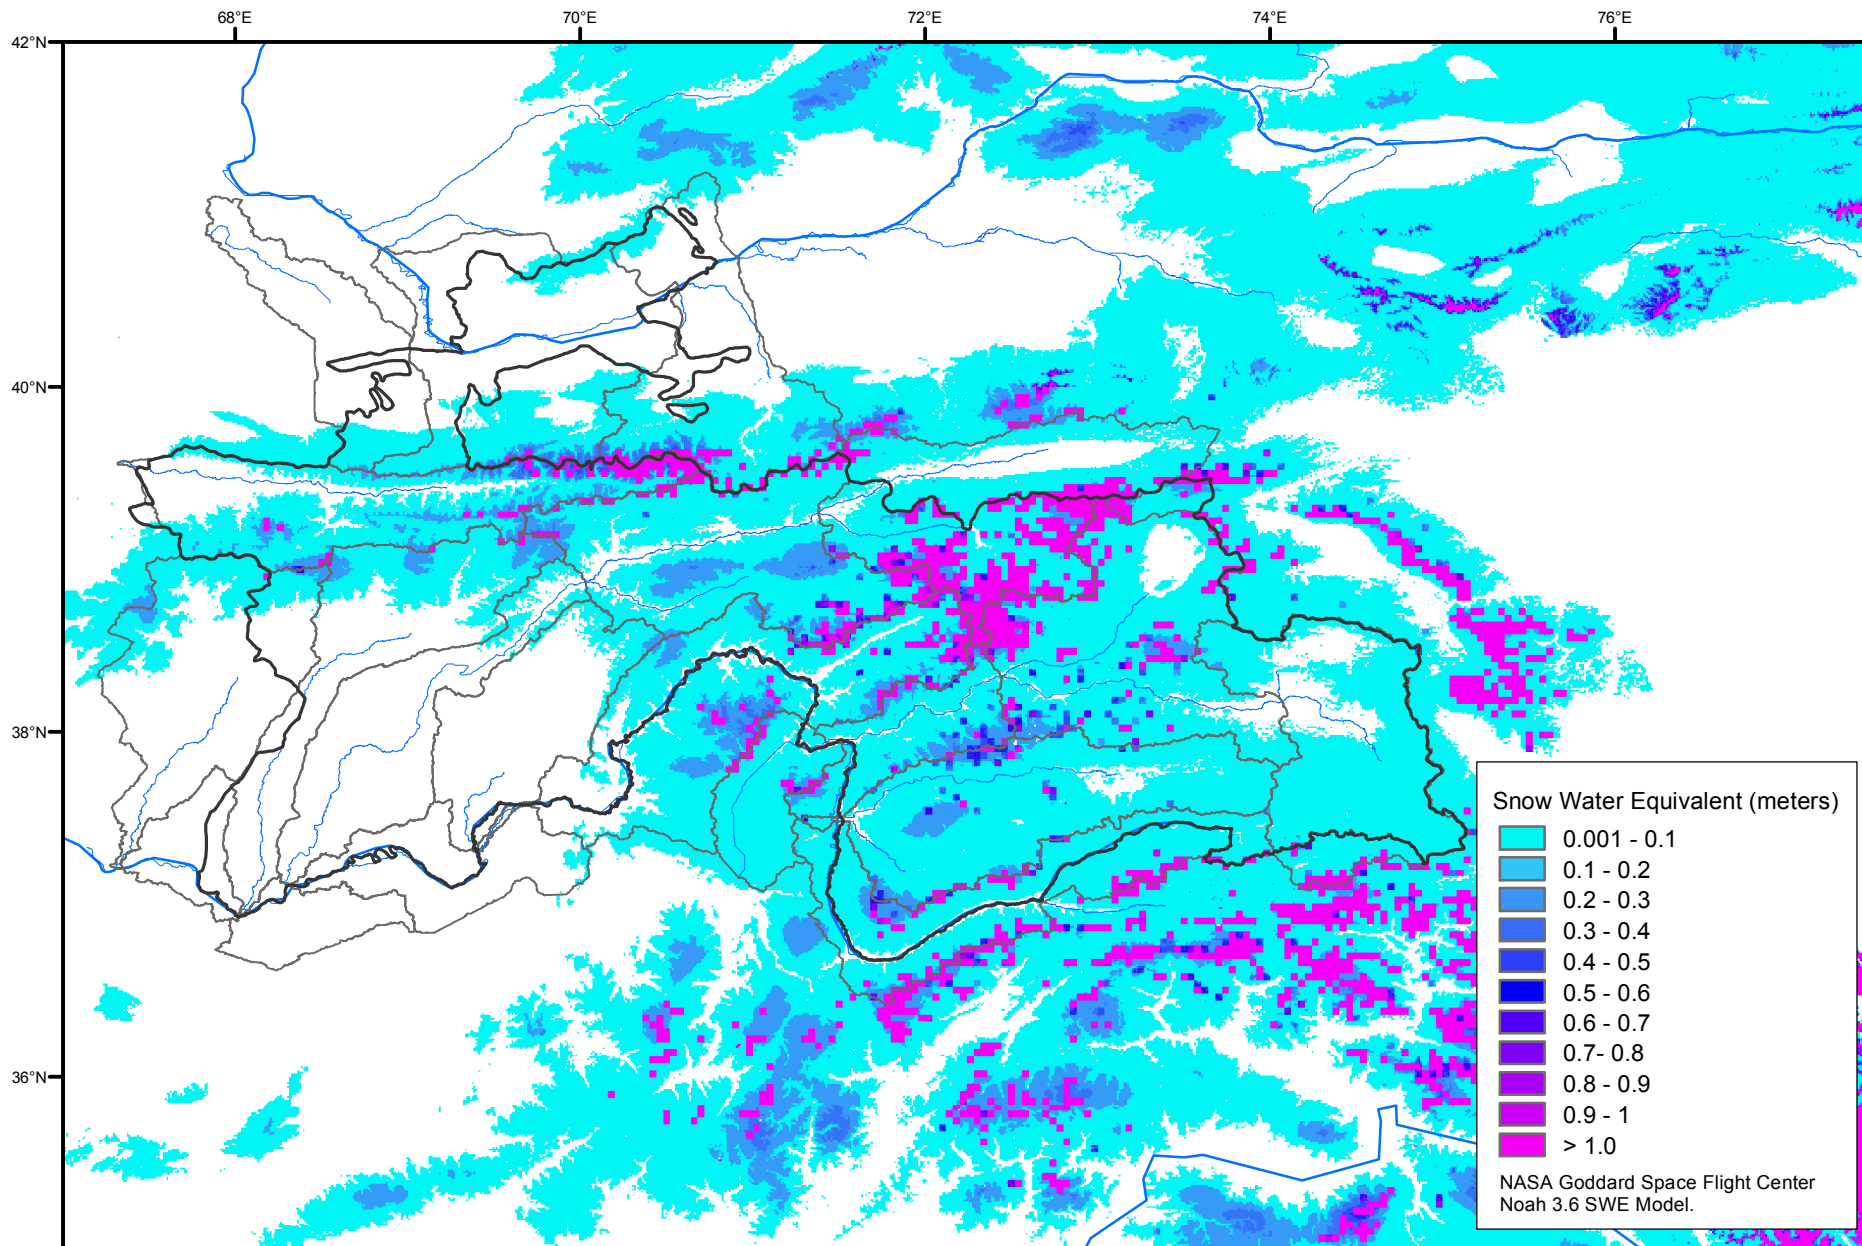 68°E
70°E
72°E
74°E
76°E
42°N
40°N
38°N
36°N
Snow Water Equivalent (meters)
0.001 - 0.1
0.1 - 0.2
0.2 - 0.3
0.3 - 0.4
0.4 - 0.5
0.5 - 0.6
0.6 - 0.7
0.7- 0.8
0.8 - 0.9
0.9 - 1
> 1.0
NASA Goddard Space Flight Center
Noah 3.6 SWE Model.